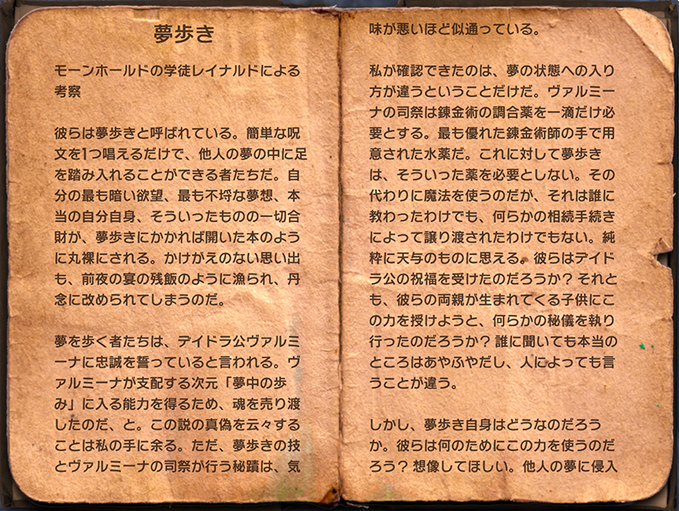 夢歩き
モーンホールドの学徒レイナルドによる
考察
彼らは夢歩きと呼ばれている。簡単な呪
文を1つ唱えるだけで、他人の夢の中に足
を踏み入れることができる者たちだ。自
分の最も暗い欲望、最も不埒な夢想、本
当の自分自身、そういったものの一切合
財が、夢歩きにかかれば開いた本のよう
に丸裸にされる。かけがえのない思い出
も、前夜の宴の残飯のように漁られ、丹
念に改められてしまうのだ。
夢を歩く者たちは、デイドラ公ヴァルミ
ーナに忠誠を誓っていると言われる。ヴ
ァルミーナが支配する次元「夢中の歩
み」に入る能力を得るため、魂を売り渡
したのだ、と。この説の真偽を云々する
ことは私の手に余る。ただ、夢歩きの技
とヴァルミーナの司祭が行う秘蹟は、気
味が悪いほど似通っている。
私が確認できたのは、夢の状態への入り
方が違うということだけだ。ヴァルミー
ナの司祭は錬金術の調合薬を一滴だけ必
要とする。最も優れた錬金術師の手で用
意された水薬だ。これに対して夢歩き
は、そういった薬を必要としない。その
代わりに魔法を使うのだが、それは誰に
教わったわけでも、何らかの相続手続き
によって譲り渡されたわけでもない。純
粋に天与のものに思える。彼らはデイド
ラ公の祝福を受けたのだろうか？それと
も、彼らの両親が生まれてくる子供にこ
の力を授けようと、何らかの秘儀を執り
行ったのだろうか？誰に聞いても本当の
ところはあやふやだし、人によっても言
うことが違う。
しかし、夢歩き自身はどうなのだろう
か。彼らは何のためにこの力を使うのだ
ろう？想像してほしい。他人の夢に侵入